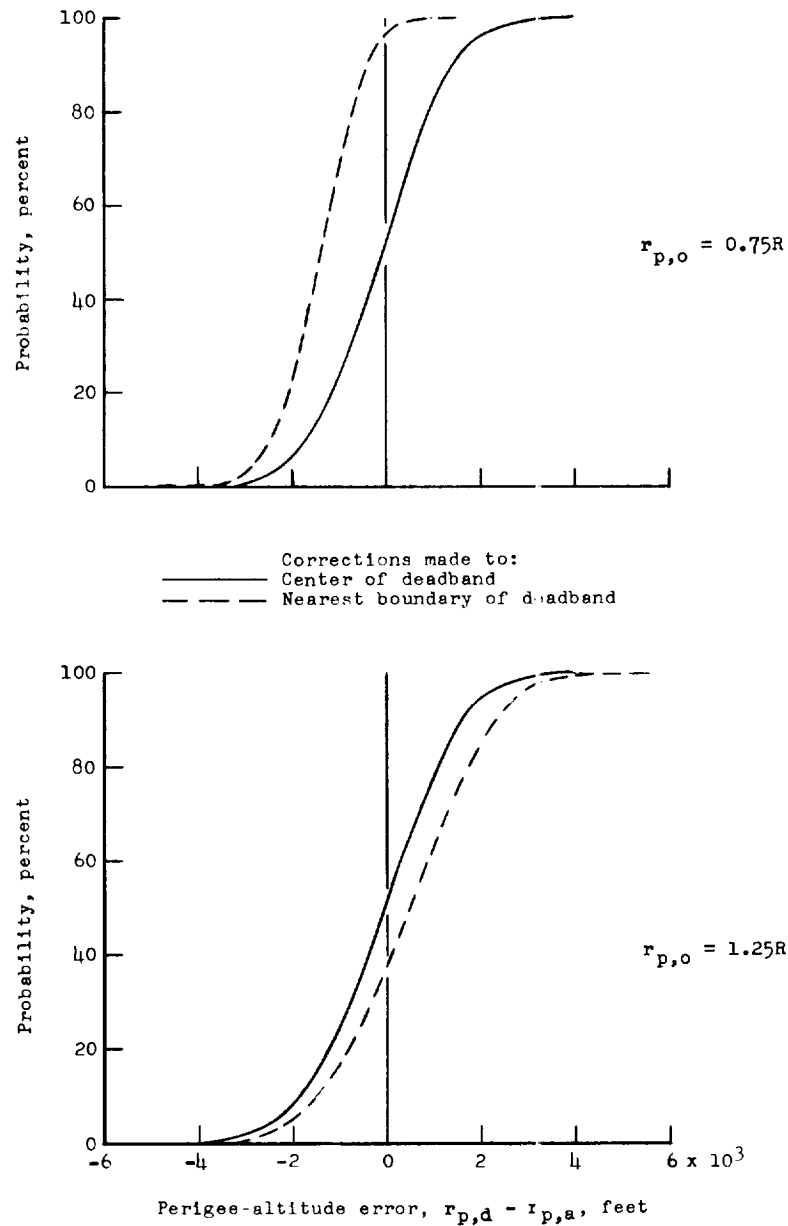 100
80
60
40
20
0
Probability, percent
r_p,o = 0.75R
Corrections made to:
Center of deadband
Nearest boundary of deadband
100
80
60
40
20
0
Probability, percent
r_p,o = 1.25R
-6 -4 -2 0 2 4 6 x 10³
Perigee-altitude error, r_p,d - r_p,a, feet